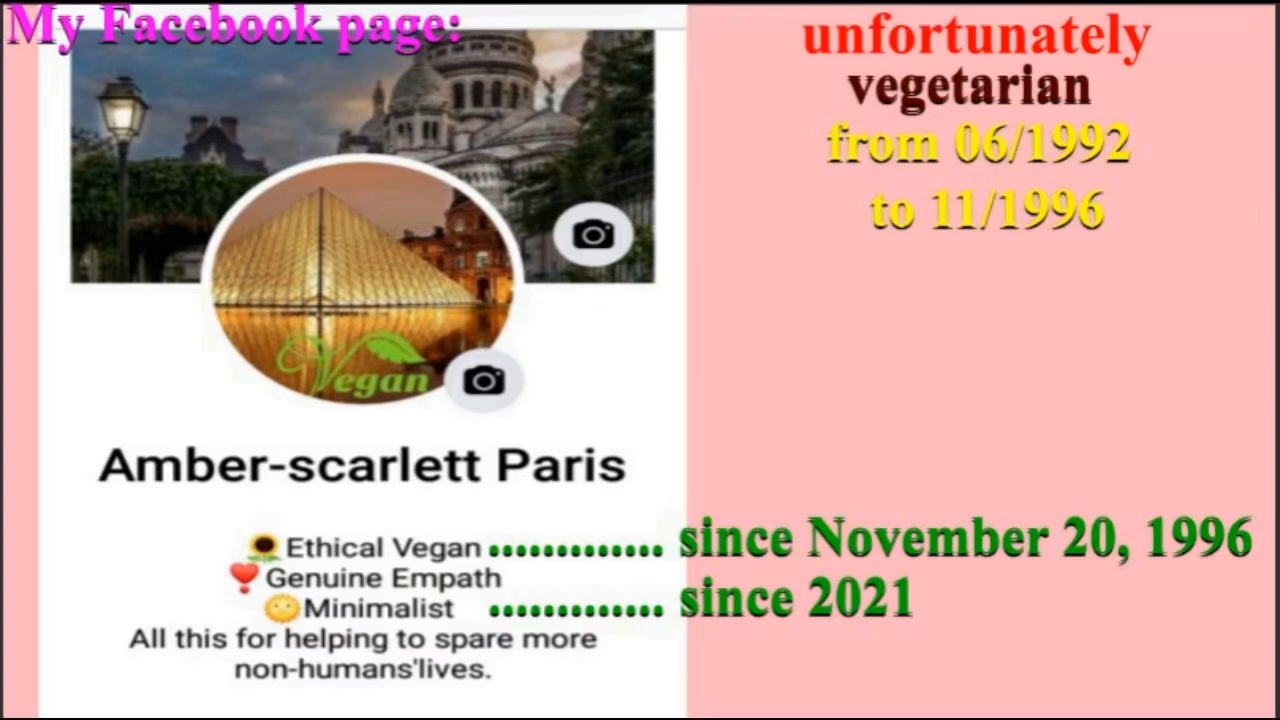 My Facebook page:
unfortunately
vegetarian
from 06/1992
to 11/1996
Vegan
Amber-scarlett Paris
Ethical Vegan ............. since November 20, 1996
Genuine Empath
Minimalist ............. since 2021
All this for helping to spare more
non-humans'lives.